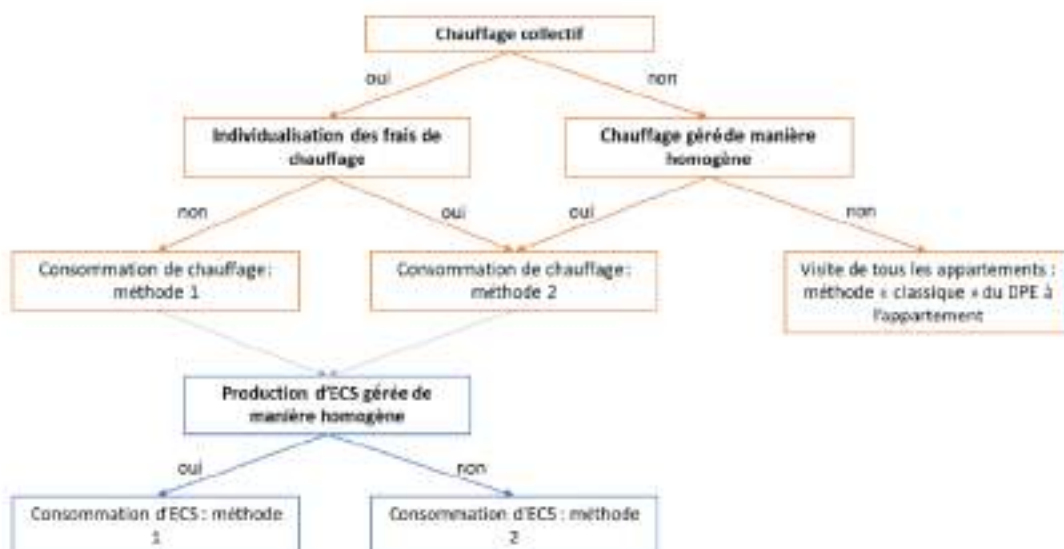 Chauffage collectif
oui
non
Individualisation des frais de
chauffage
Chauffage géré de manière
homogène
non
oui
oui
non
Consommation de chauffage :
méthode 1
Consommation de chauffage :
méthode 2
Visite de tous les appartements :
méthode « classique » du DPE à
l'appartement
Production d'ECS gérée de
manière homogène
oui
non
Consommation d'ECS : méthode
1
Consommation d'ECS : méthode
2